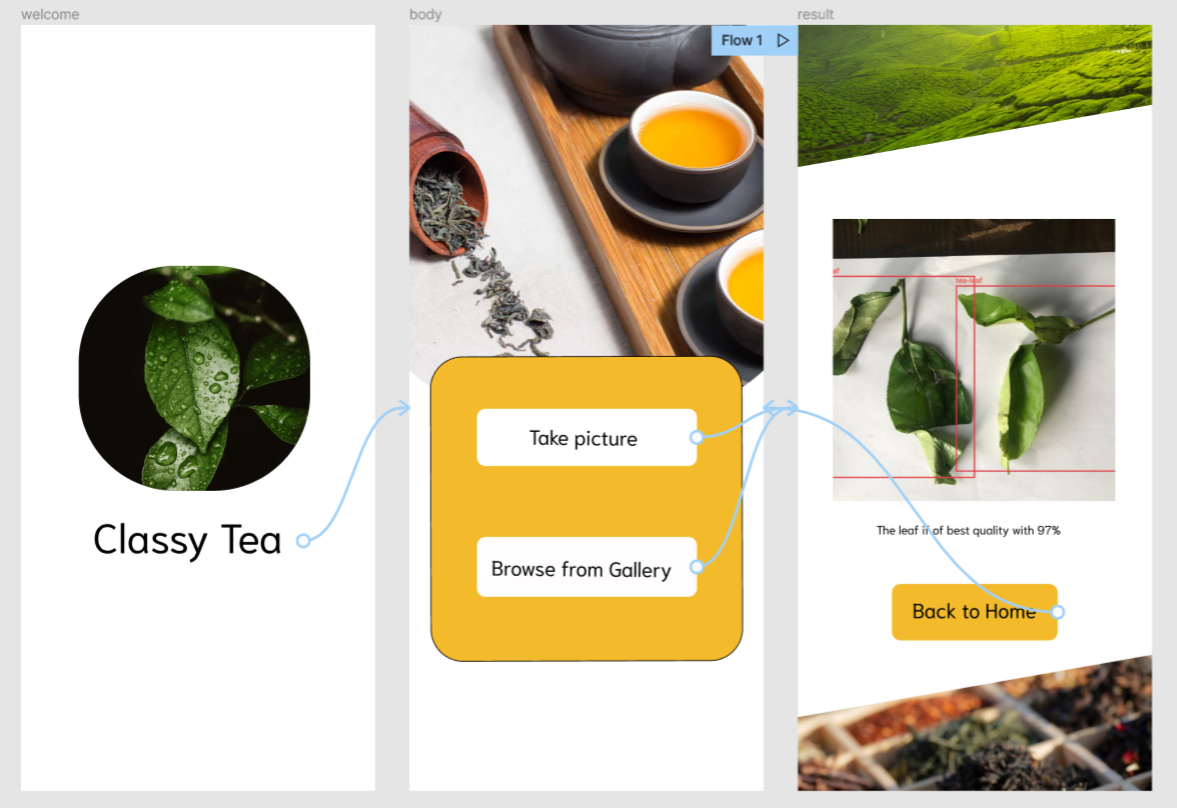 welcome
Classy Tea
body
Flow 1
Take picture
Browse from Gallery
result
tea-leaf
The leaf if of best quality with 97%
Back to Home